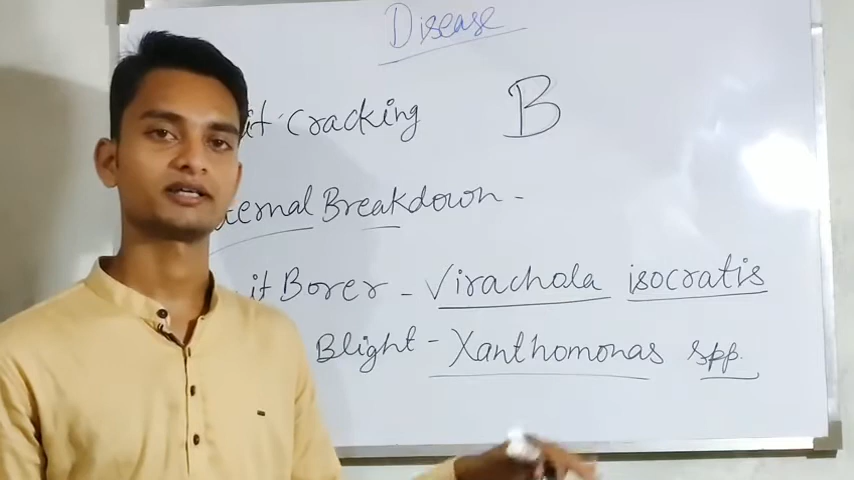 Disease
it cracking B
ternal Breakdown -
it Borer - Virachola isocratis
Blight - Xanthomonas spp.